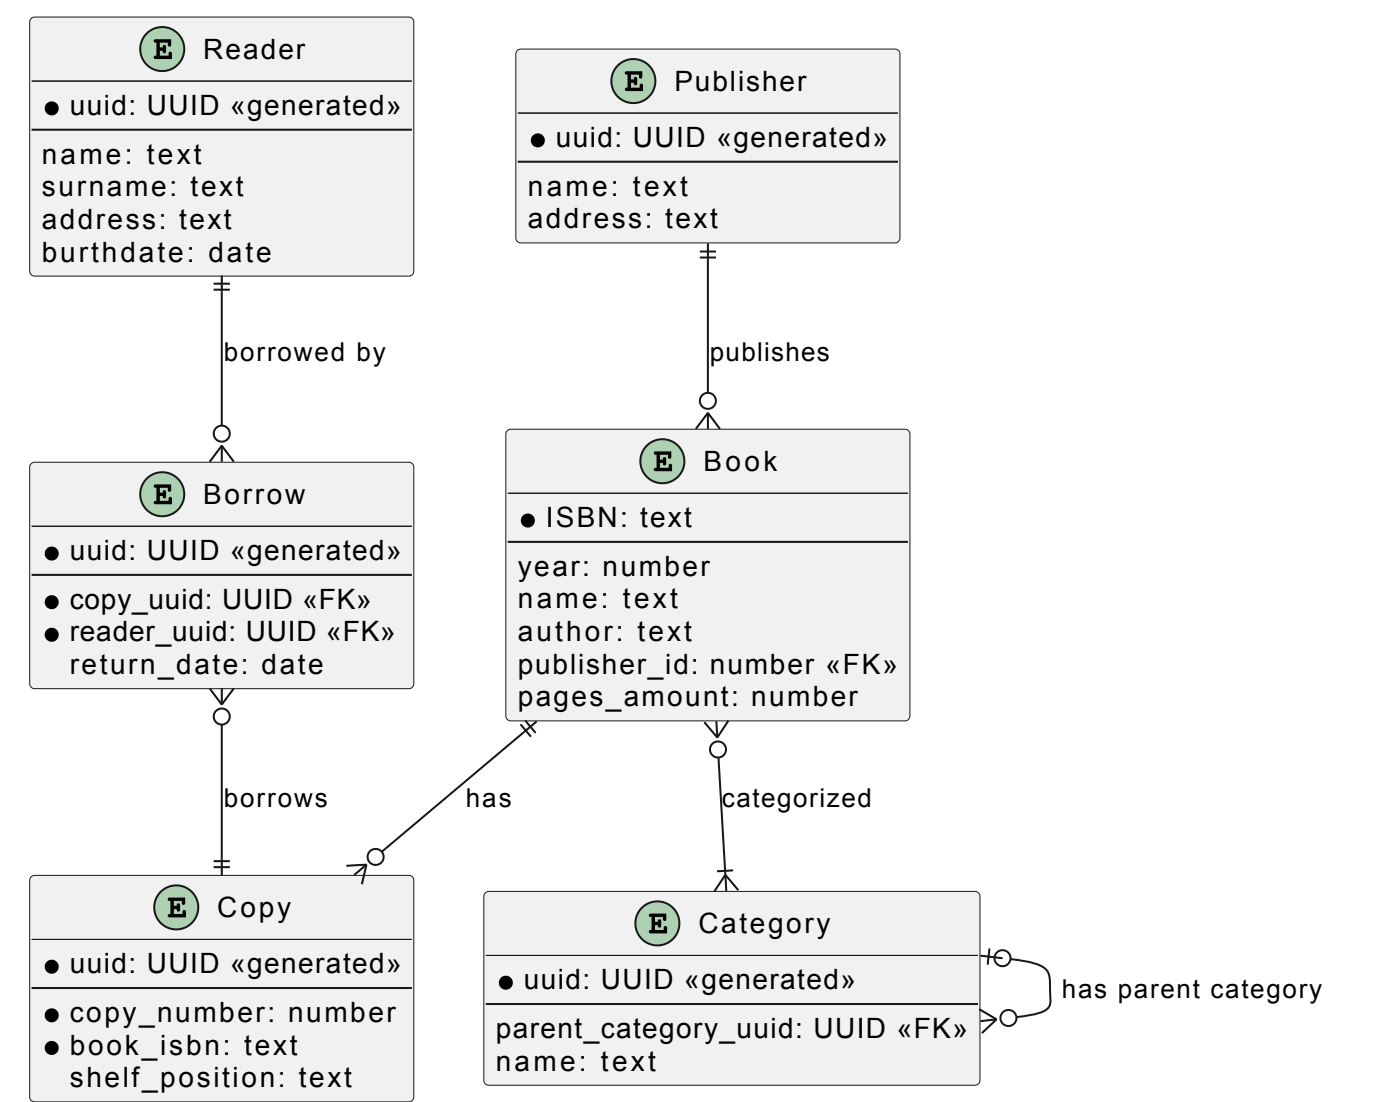 E Reader
uuid: UUID «generated»
name: text
surname: text
address: text
burthdate: date
E Publisher
uuid: UUID «generated»
name: text
address: text
borrowed by
publishes
E Borrow
uuid: UUID «generated»
copy_uuid: UUID «FK»
reader_uuid: UUID «FK»
return_date: date
E Book
ISBN: text
year: number
name: text
author: text
publisher_id: number «FK»
pages_amount: number
borrows
has
categorized
E Copy
uuid: UUID «generated»
copy_number: number
book_isbn: text
shelf_position: text
E Category
uuid: UUID «generated»
parent_category_uuid: UUID «FK»
name: text
has parent category